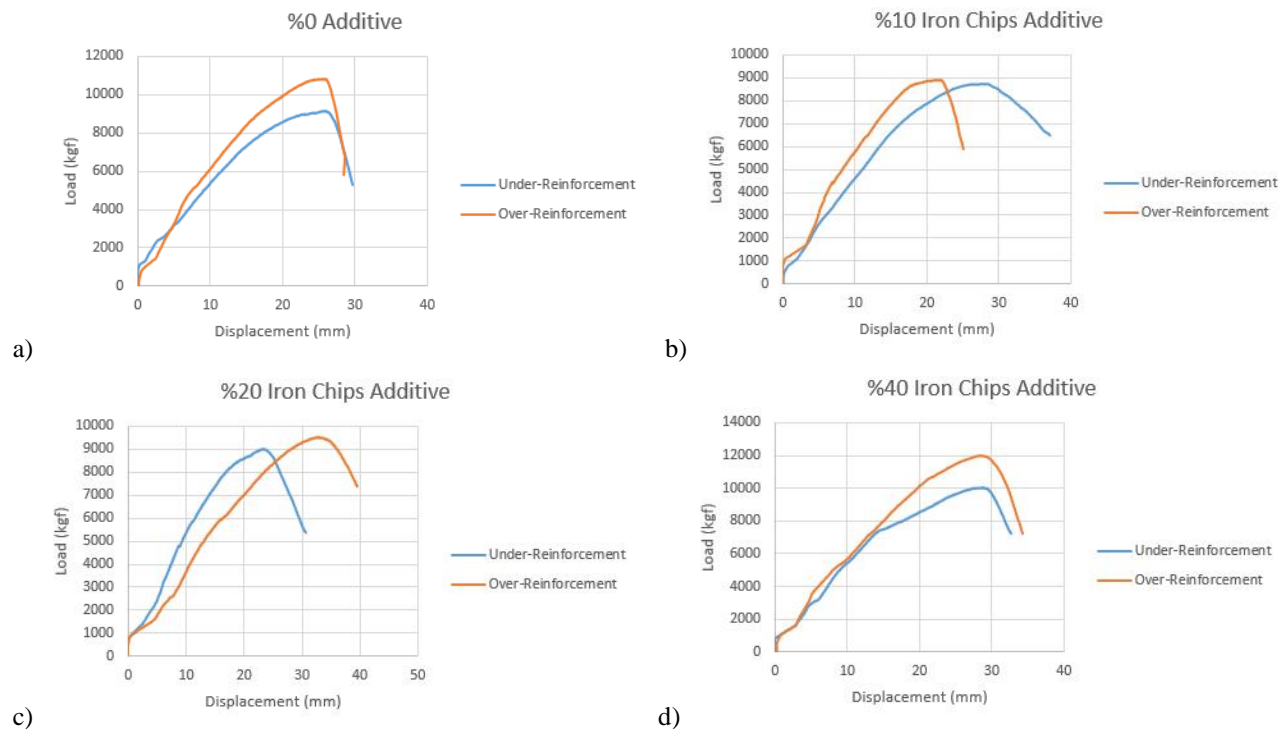 %0 Additive
12000
10000
8000
6000
4000
2000
0
Load (kgf)
0 10 20 30 40
Displacement (mm)
Under-Reinforcement
Over-Reinforcement
a)
%10 Iron Chips Additive
10000
9000
8000
7000
6000
5000
4000
3000
2000
1000
0
Load (kgf)
0 10 20 30 40
Displacement (mm)
Under-Reinforcement
Over-Reinforcement
b)
%20 Iron Chips Additive
10000
9000
8000
7000
6000
5000
4000
3000
2000
1000
0
Load (kgf)
0 10 20 30 40 50
Displacement (mm)
Under-Reinforcement
Over-Reinforcement
c)
%40 Iron Chips Additive
14000
12000
10000
8000
6000
4000
2000
0
Load (kgf)
0 10 20 30 40
Displacement (mm)
Under-Reinforcement
Over-Reinforcement
d)